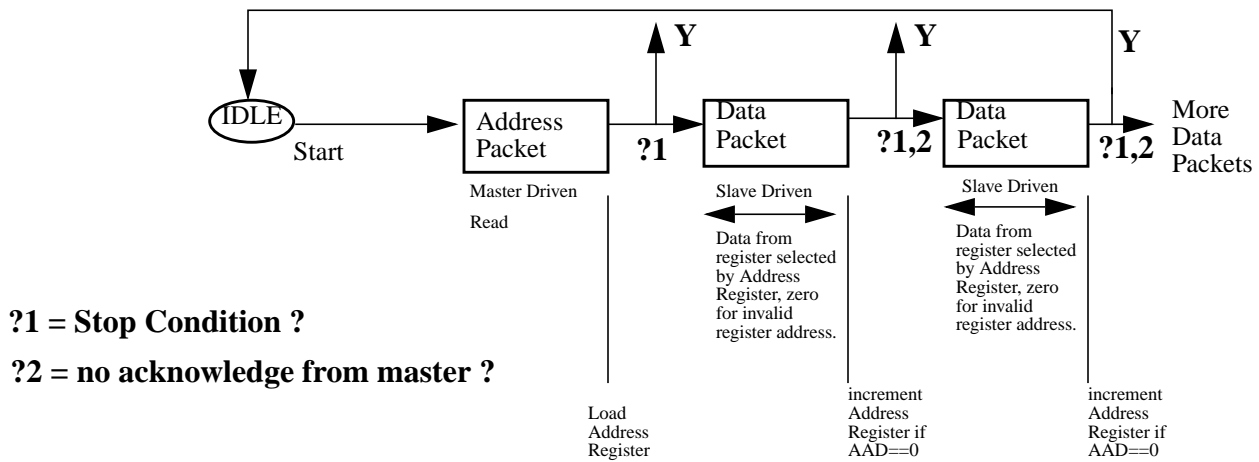 Y
Y
Y
IDLE
Start
Address
Packet
?1
Data
Packet
?1,2
Data
Packet
?1,2
More
Data
Packets
Master Driven
Read
Slave Driven
Data from
register selected
by Address
Register, zero
for invalid
register address.
Slave Driven
Data from
register selected
by Address
Register, zero
for invalid
register address.
?1 = Stop Condition ?
?2 = no acknowledge from master ?
Load
Address
Register
increment
Address
Register if
AAD==0
increment
Address
Register if
AAD==0